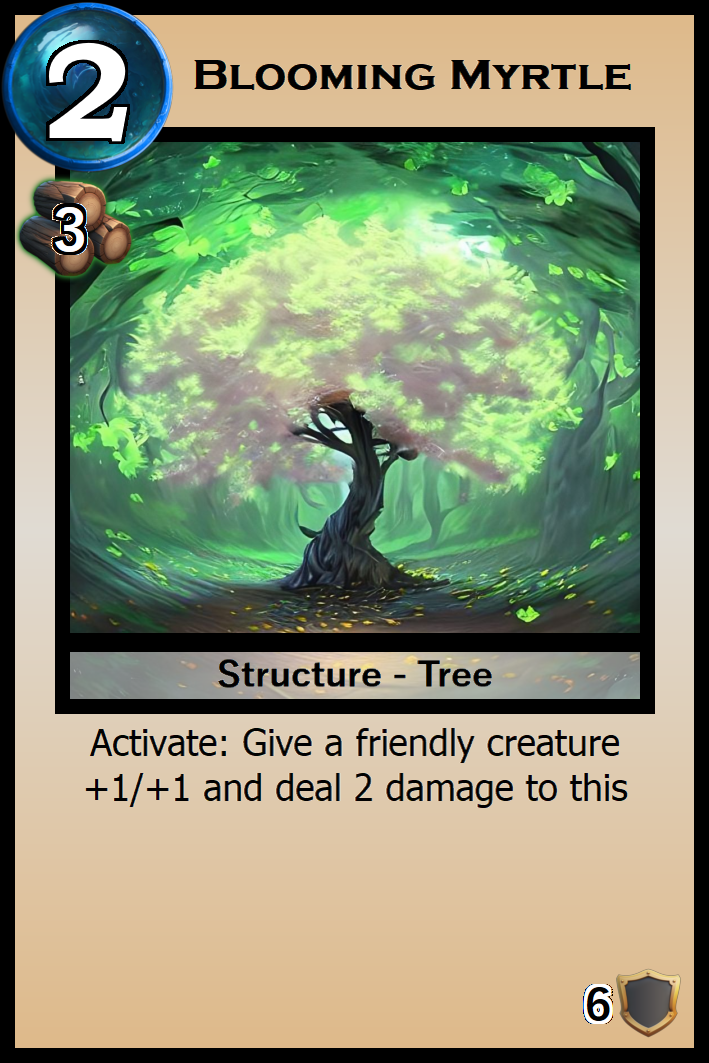 2
Blooming Myrtle
3
Structure - Tree
Activate: Give a friendly creature
+1/+1 and deal 2 damage to this
6